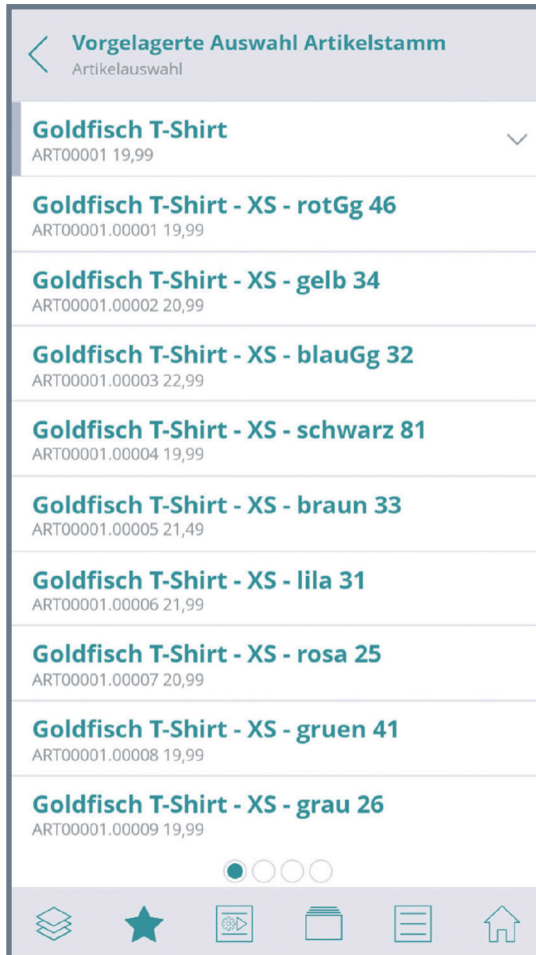 Vorgelagerte Auswahl Artikelstamm
Artikelauswahl
Goldfisch T-Shirt
ART00001 19,99
Goldfisch T-Shirt - XS - rotGg 46
ART00001.00001 19,99
Goldfisch T-Shirt - XS - gelb 34
ART00001.00002 20,99
Goldfisch T-Shirt - XS - blauGg 32
ART00001.00003 22,99
Goldfisch T-Shirt - XS - schwarz 81
ART00001.00004 19,99
Goldfisch T-Shirt - XS - braun 33
ART00001.00005 21,49
Goldfisch T-Shirt - XS - lila 31
ART00001.00006 21,99
Goldfisch T-Shirt - XS - rosa 25
ART00001.00007 20,99
Goldfisch T-Shirt - XS - gruen 41
ART00001.00008 19,99
Goldfisch T-Shirt - XS - grau 26
ART00001.00009 19,99